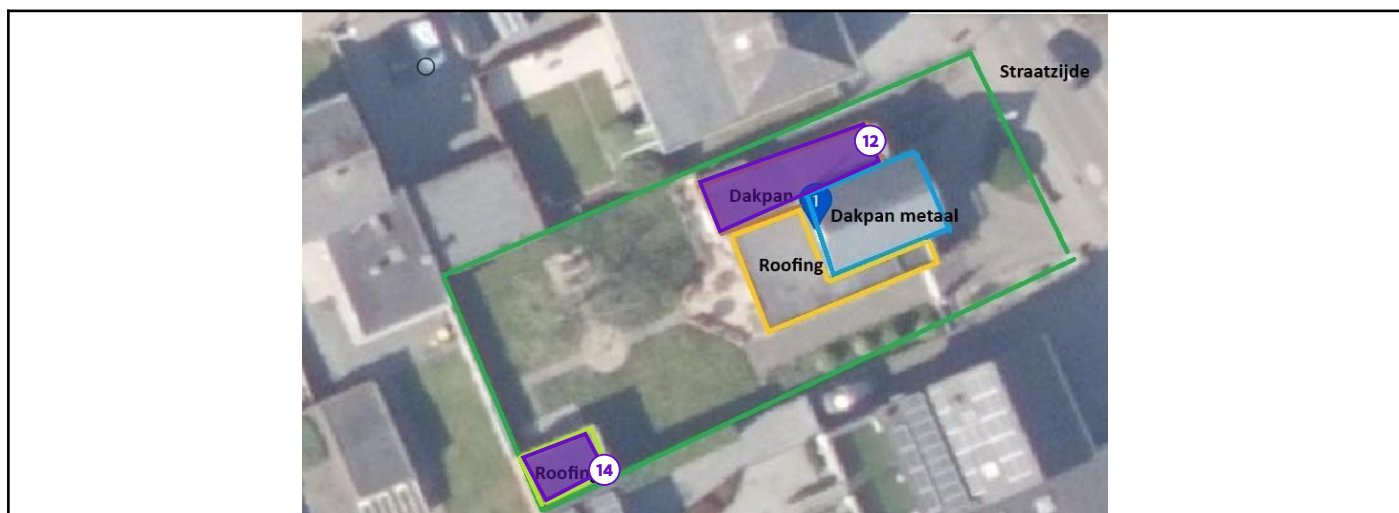 Straatzijde
12
Dakpan
1
Dakpan metaal
Roofing
Roofin
14